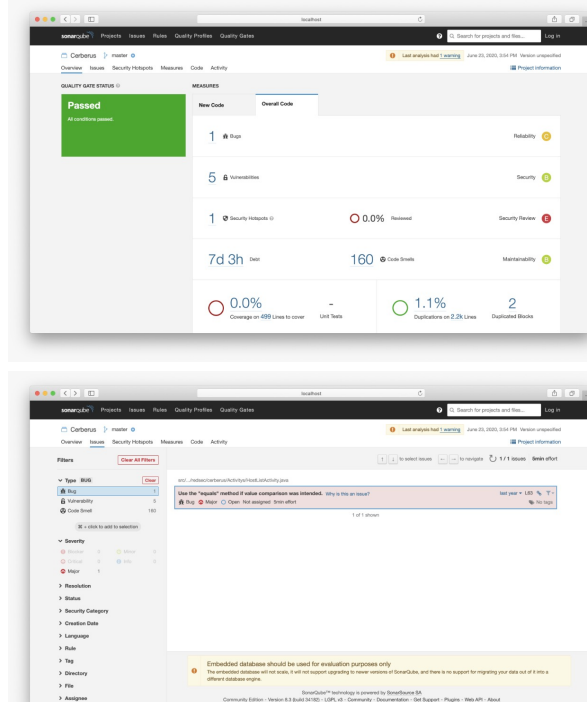 localhost
sonarqube Projects Issues Rules Quality Profiles Quality Gates Search for projects and files... Log in
Cerberus master Last analysis had 1 warning June 23, 2020, 3:54 PM Version unspecified
Overview Issues Security Hotspots Measures Code Activity Project Information
QUALITY GATE STATUS MEASURES
Passed
All conditions passed.
New Code Overall Code
1 Bugs Reliability C
5 Vulnerabilities Security B
1 Security Hotspots 0.0% Reviewed Security Review E
7d 3h Debt 160 Code Smells Maintainability B
0.0% - 1.1% 2
Coverage on 499 Lines to cover Unit Tests Duplications on 2.2k Lines Duplicated Blocks
localhost
sonarqube Projects Issues Rules Quality Profiles Quality Gates Search for projects and files... Log in
Cerberus master Last analysis had 1 warning June 23, 2020, 3:54 PM Version unspecified
Overview Issues Security Hotspots Measures Code Activity Project Information
Filters Clear All Filters to select issues to navigate 1 / 1 issues 5min effort
Type BUG Clear
Bug 1
Vulnerability 5
Code Smell 160
⌘ + click to add to selection
Use the "equals" method if value comparison was intended. Why is this an issue? last year
Bug Major Open Not assigned 5min effort No tags
1 of 1 shown
Severity
Blocker 0 Minor 0
Critical 0 Info 0
Major 1
Resolution
Status
Security Category
Creation Date
Language
Rule
Tag
Directory
File
Assignee
Embedded database should be used for evaluation purposes only
The embedded database will not scale, it will not support upgrading to newer versions of SonarQube, and there is no support for migrating your data out of it into a
different database engine.
SonarQube™ technology is powered by SonarSource SA
Community Edition - Version 8.3 (build 34182) - LGPL v3 - Community - Documentation - Get Support - Plugins - Web API - About